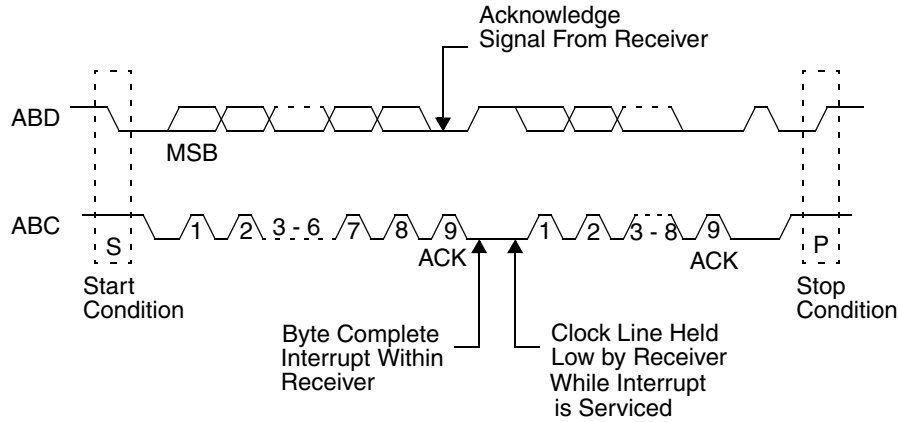 Acknowledge
Signal From Receiver
ABD
MSB
ABC
S
1
2
3 - 6
7
8
9
ACK
1
2
3 - 8
9
ACK
P
Start
Condition
Stop
Condition
Byte Complete
Interrupt Within
Receiver
Clock Line Held
Low by Receiver
While Interrupt
is Serviced